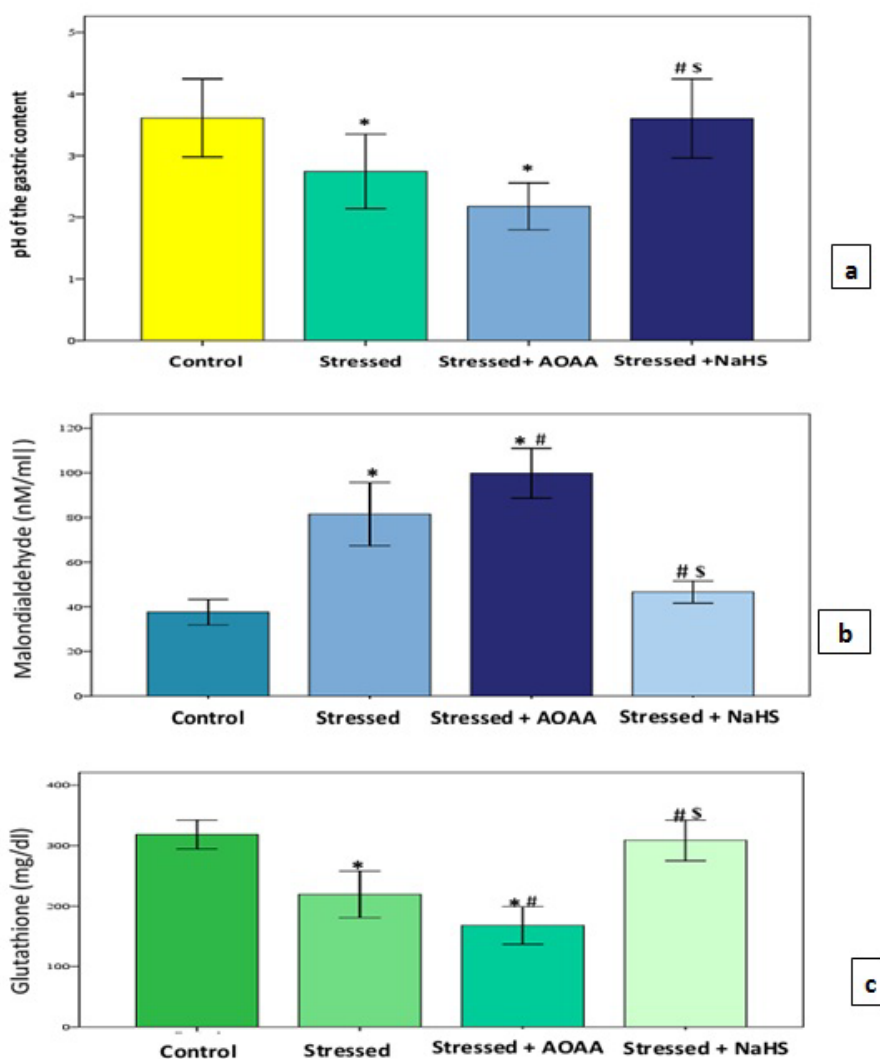 pH of the gastric content
5
4
3
2
1
0
*
*
# $
Control
Stressed
Stressed+ AOAA
Stressed +NaHS
a
Malondialdehyde (nM/ml|)
120
100
80
60
40
20
0
*
* #
# $
Control
Stressed
Stressed + AOAA
Stressed + NaHS
b
Glutathione (mg/dl)
400
300
200
100
0
*
* #
# $
Control
Stressed
Stressed + AOAA
Stressed + NaHS
c